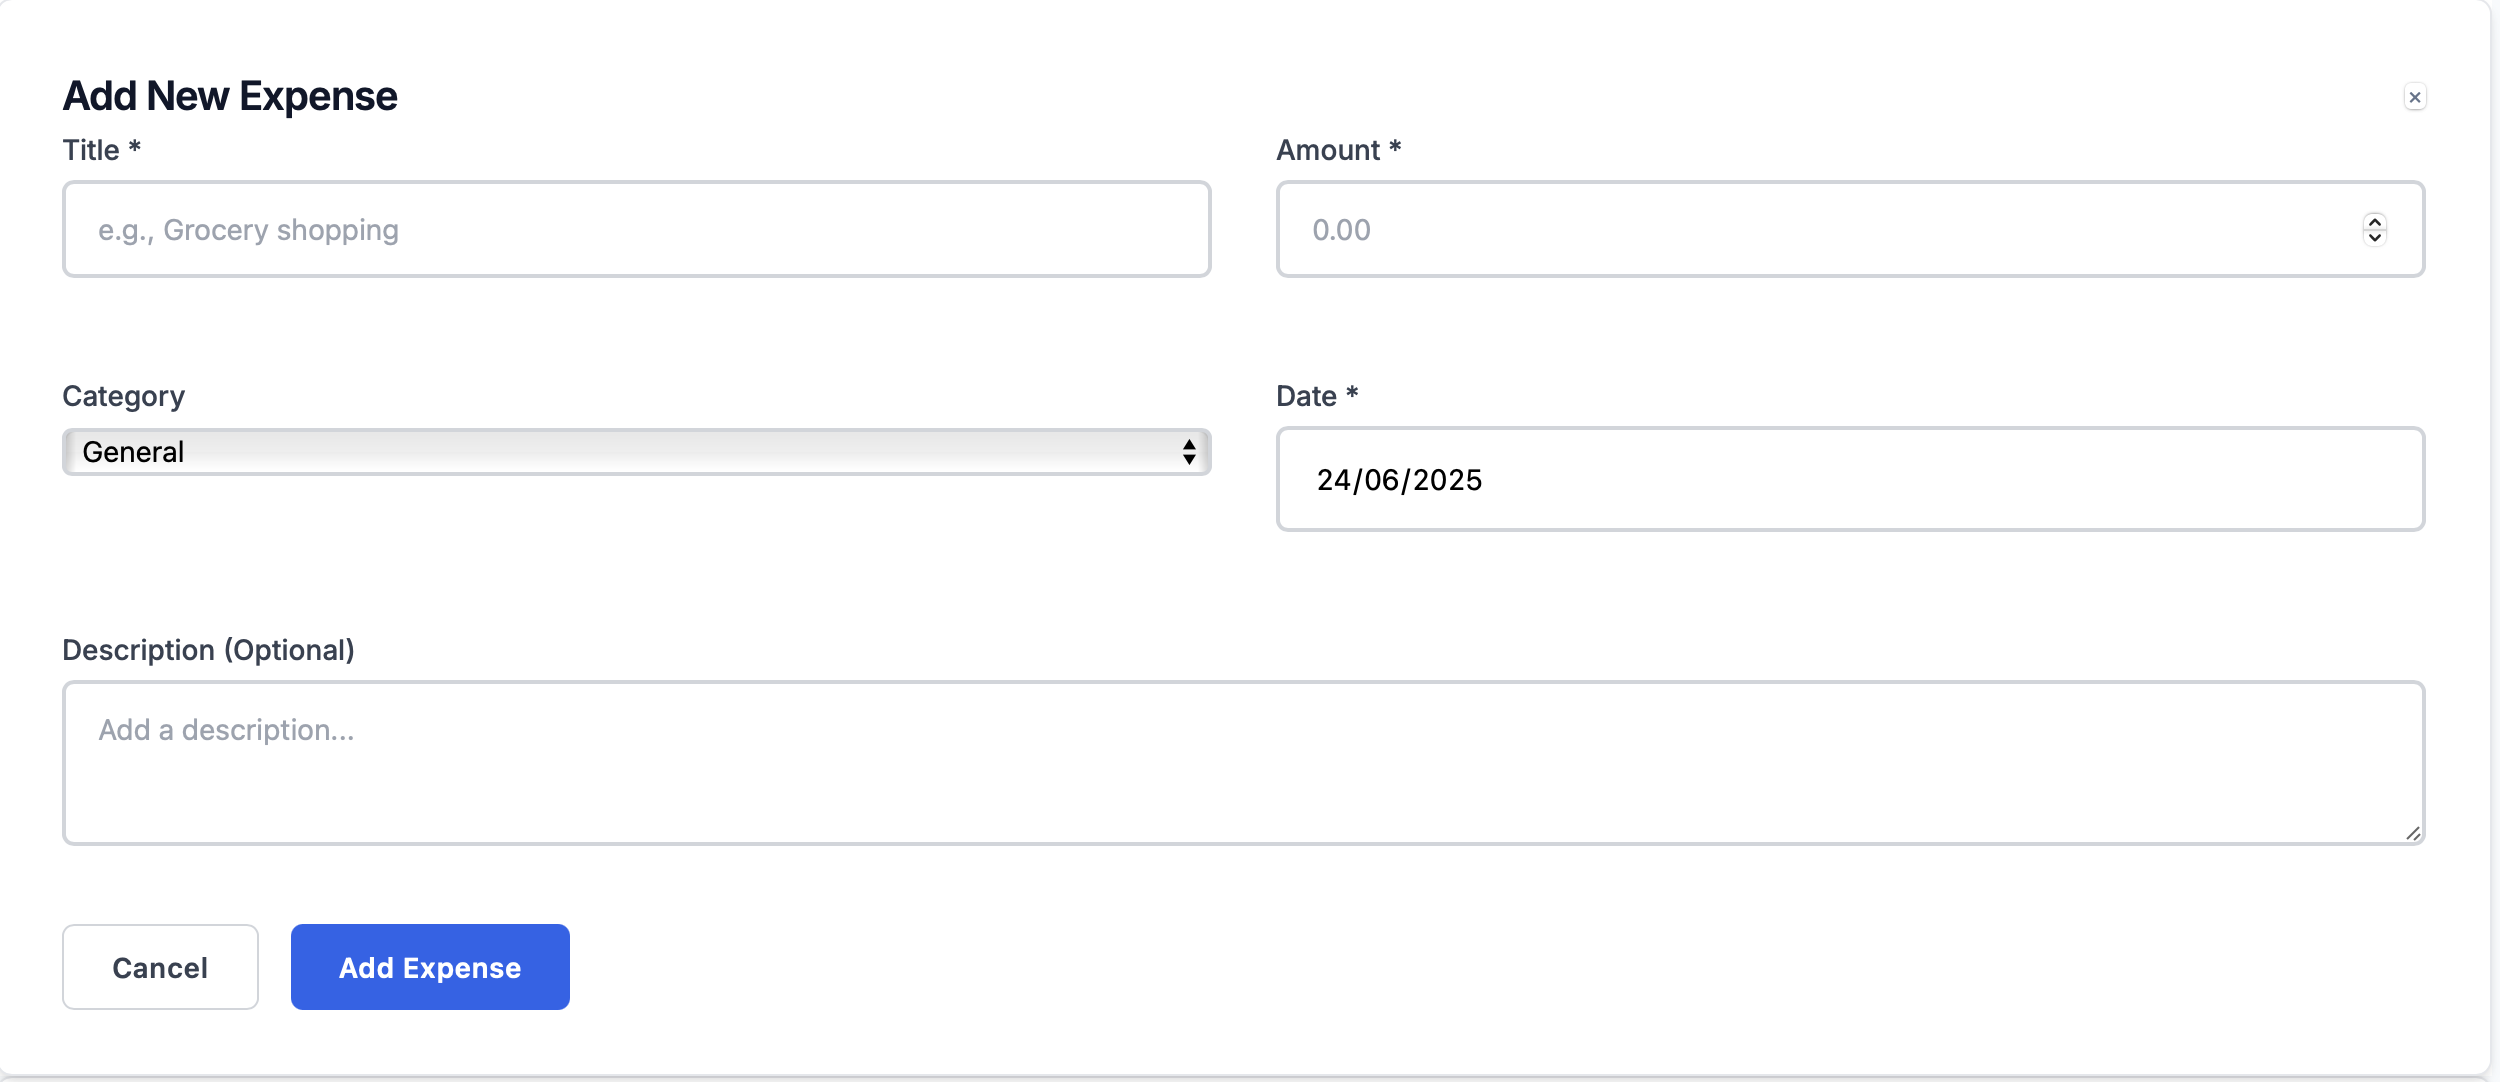 Add New Expense
×
Title *
Amount *
e.g., Grocery shopping
0.00
Category
Date *
General
24/06/2025
Description (Optional)
Add a description...
Cancel
Add Expense